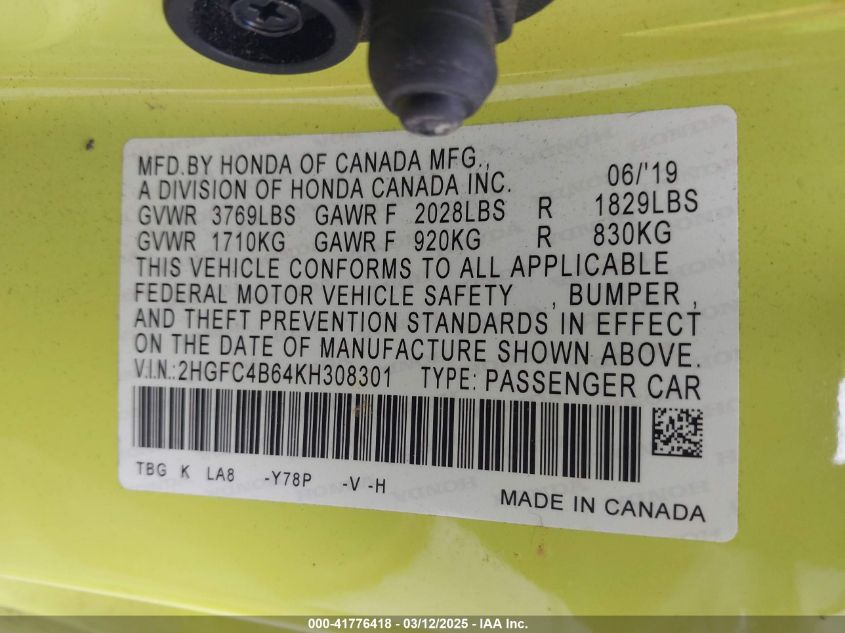 MFD.BY HONDA OF CANADA MFG.,
A DIVISION OF HONDA CANADA INC. 06/'19
GVWR 3769LBS GAWR F 2028LBS R 1829LBS
GVWR 1710KG GAWR F 920KG R 830KG
THIS VEHICLE CONFORMS TO ALL APPLICABLE
FEDERAL MOTOR VEHICLE SAFETY , BUMPER ,
AND THEFT PREVENTION STANDARDS IN EFFECT
ON THE DATE OF MANUFACTURE SHOWN ABOVE.
V.I.N.:2HGFC4B64KH308301 TYPE: PASSENGER CAR
TBG K LA8 -Y78P -V -H
MADE IN CANADA
000-41776418 - 03/12/2025 - IAA Inc.